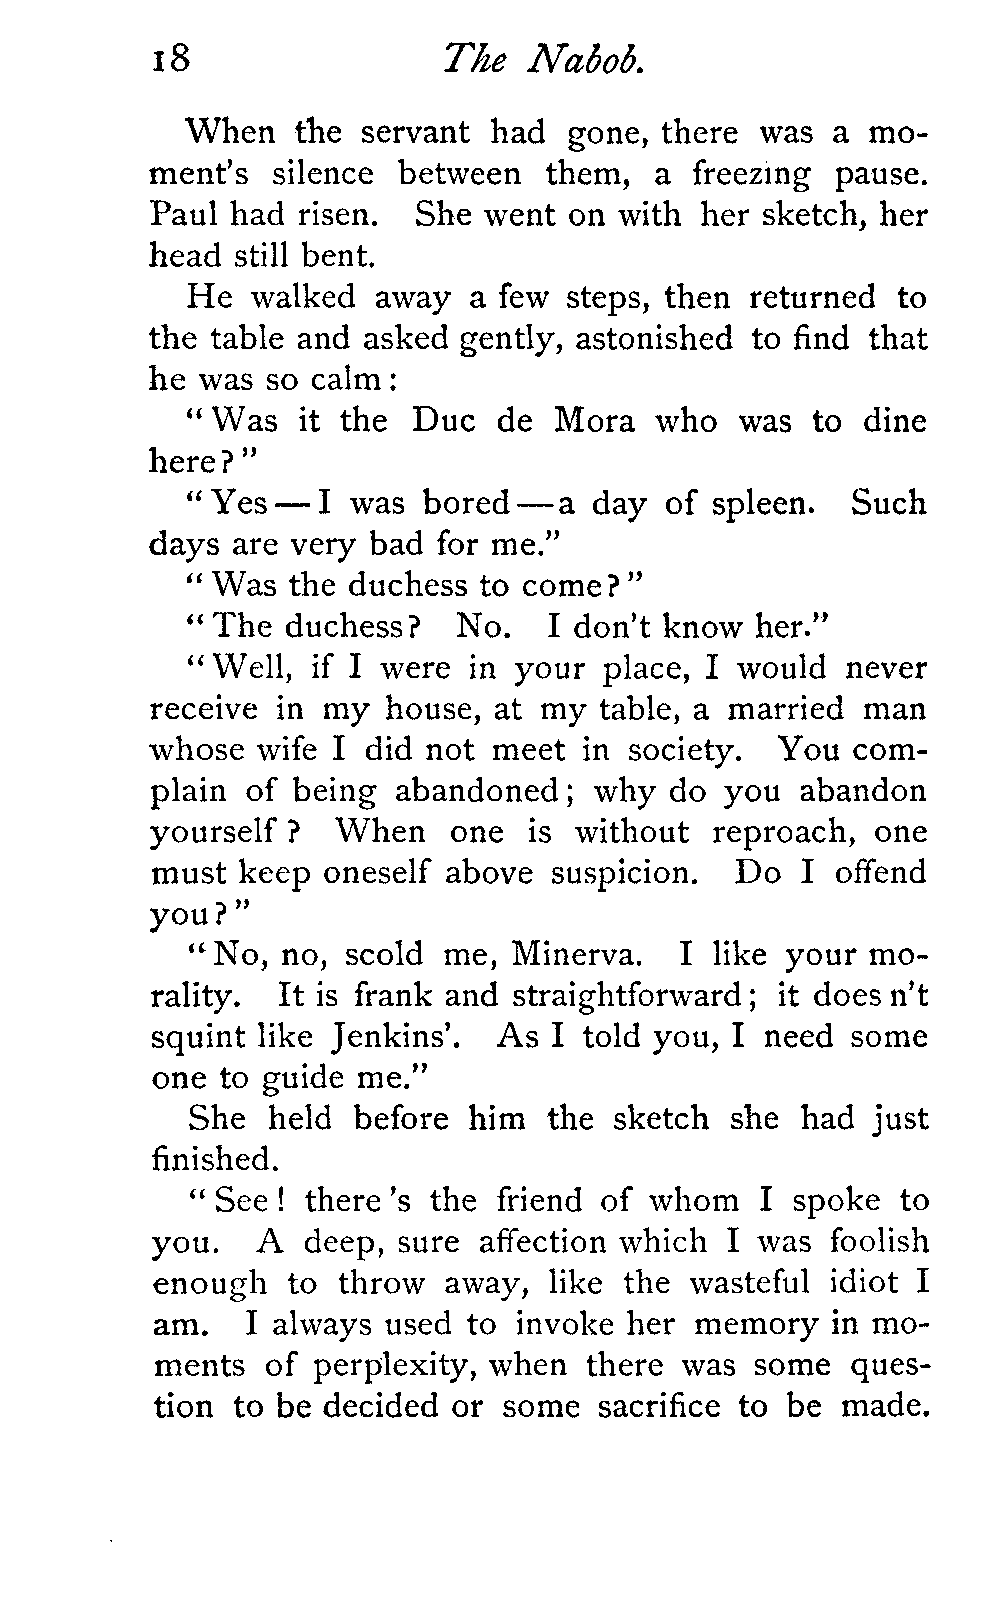 18 The Nabob.
When the servant had gone, there was a mo-
ment's silence between them, a freezing pause.
Paul had risen. She went on with her sketch, her
head still bent.
He walked away a few steps, then returned to
the table and asked gently, astonished to find that
he was so calm:
"Was it the Duc de Mora who was to dine
here?"
"Yes—I was bored—a day of spleen. Such
days are very bad for me."
"Was the duchess to come?"
"The duchess? No. I don't know her."
"Well, if I were in your place, I would never
receive in my house, at my table, a married man
whose wife I did not meet in society. You com-
plain of being abandoned; why do you abandon
yourself? When one is without reproach, one
must keep oneself above suspicion. Do I offend
you?"
"No, no, scold me, Minerva. I like your mo-
rality. It is frank and straightforward; it does n't
squint like Jenkins'. As I told you, I need some
one to guide me."
She held before him the sketch she had just
finished.
"See! there 's the friend of whom I spoke to
you. A deep, sure affection which I was foolish
enough to throw away, like the wasteful idiot I
am. I always used to invoke her memory in mo-
ments of perplexity, when there was some ques-
tion to be decided or some sacrifice to be made.